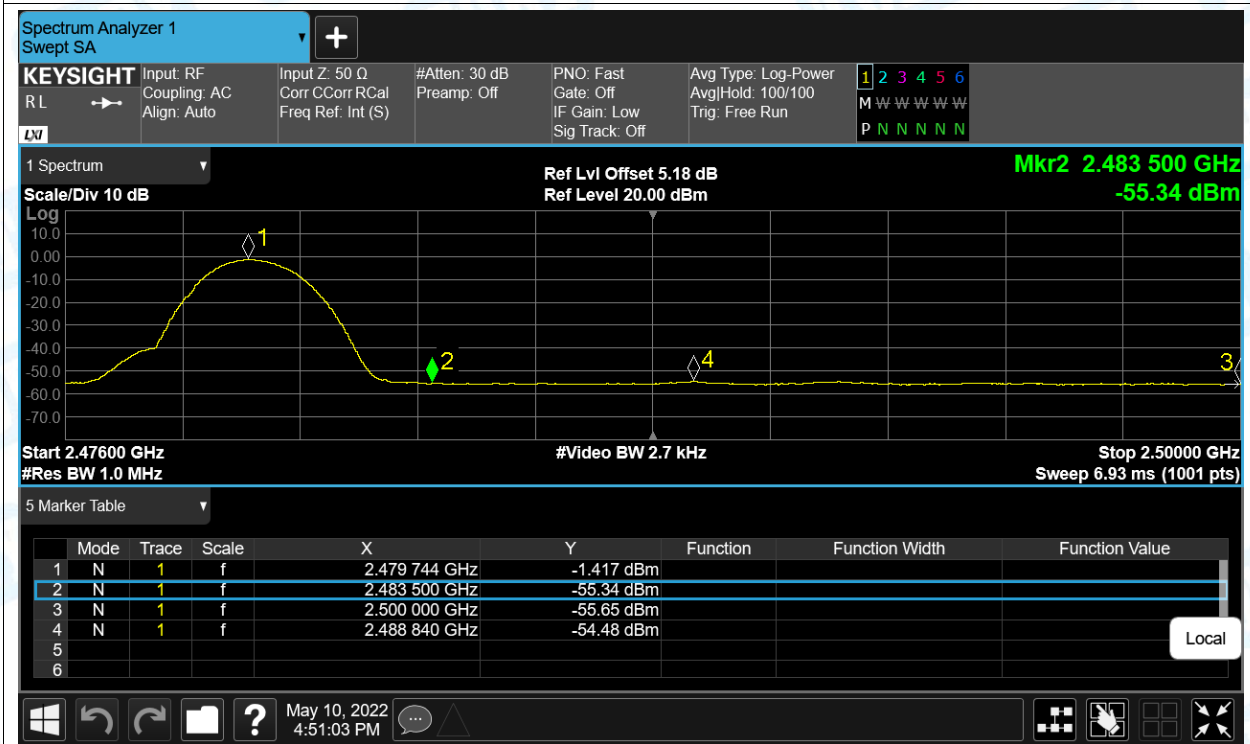 Spectrum Analyzer 1
Swept SA
+
KEYSIGHT Input: RF Input Z: 50 Ω #Atten: 30 dB PNO: Fast Avg Type: Log-Power 1 2 3 4 5 6
R L Coupling: AC Corr CCorr RCal Preamp: Off Gate: Off Avg|Hold: 100/100 M W W W W W
Align: Auto Freq Ref: Int (S) IF Gain: Low Trig: Free Run
LXI Sig Track: Off P N N N N N
1 Spectrum Ref Lvl Offset 5.18 dB Mkr2 2.483 500 GHz
Scale/Div 10 dB Ref Level 20.00 dBm -55.34 dBm
Log
10.0
1
0.00
-10.0
-20.0
-30.0
-40.0
2 4 3
-50.0
-60.0
-70.0
Start 2.47600 GHz #Video BW 2.7 kHz Stop 2.50000 GHz
#Res BW 1.0 MHz Sweep 6.93 ms (1001 pts)
5 Marker Table
Mode Trace Scale X Y Function Function Width Function Value
1 N 1 f 2.479 744 GHz -1.417 dBm
2 N 1 f 2.483 500 GHz -55.34 dBm
3 N 1 f 2.500 000 GHz -55.65 dBm
4 N 1 f 2.488 840 GHz -54.48 dBm
5
6
Local
? May 10, 2022
4:51:03 PM